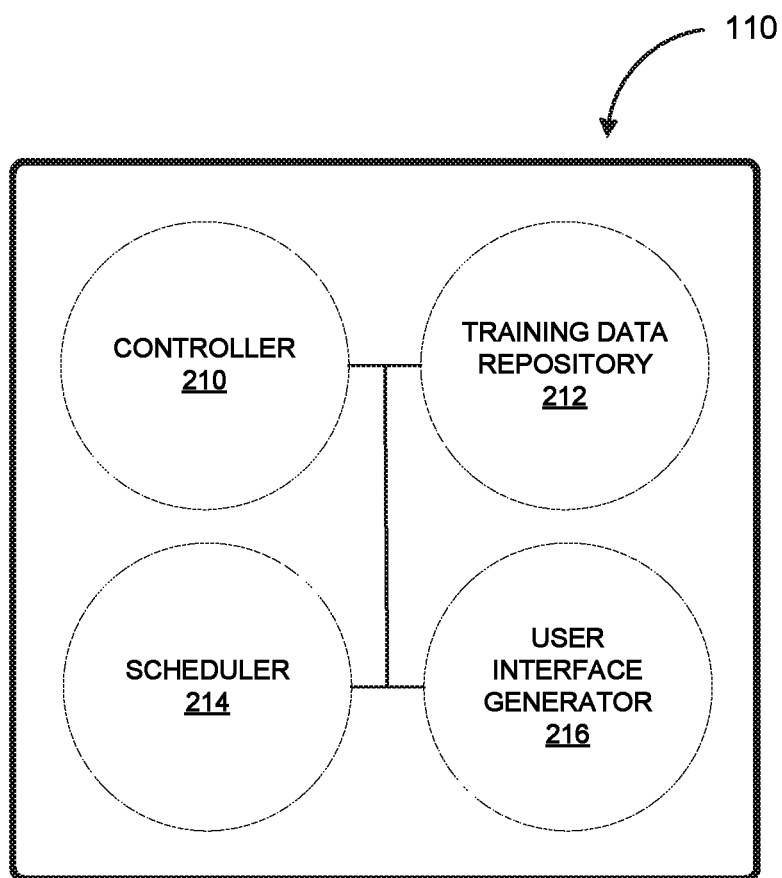 110
CONTROLLER
210
TRAINING DATA
REPOSITORY
212
SCHEDULER
214
USER
INTERFACE
GENERATOR
216